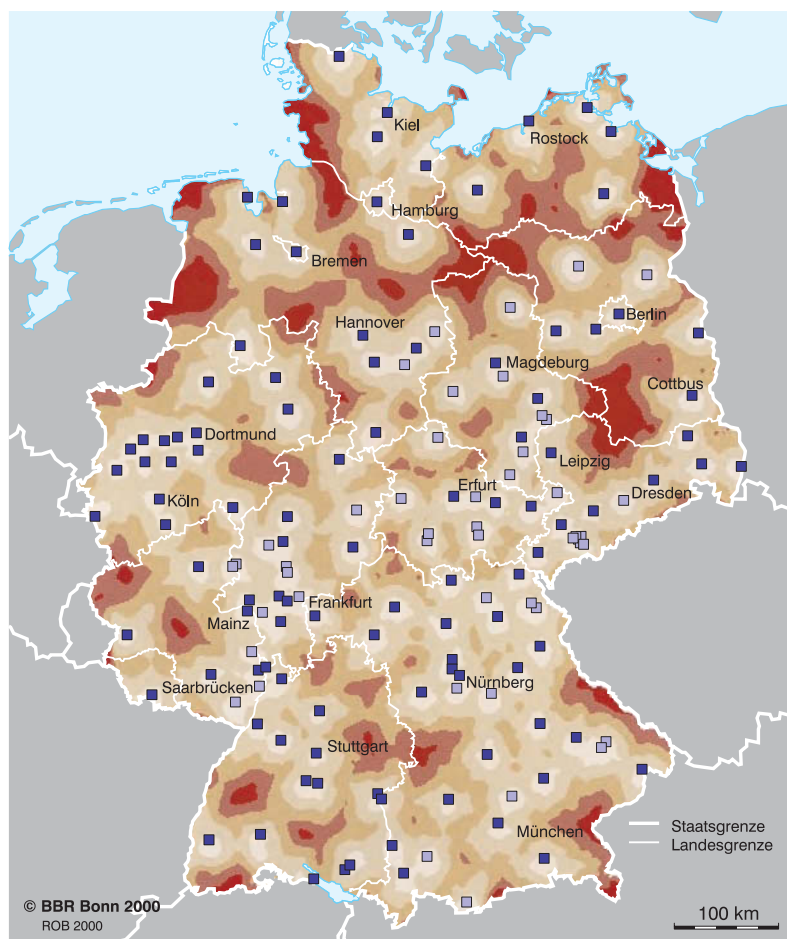 Kiel
Rostock
Hamburg
Bremen
Hannover
Berlin
Magdeburg
Cottbus
Dortmund
Leipzig
Erfurt
Dresden
Köln
Frankfurt
Mainz
Saarbrücken
Nürnberg
Stuttgart
München
Staatsgrenze
Landesgrenze
© BBR Bonn 2000
ROB 2000
100 km